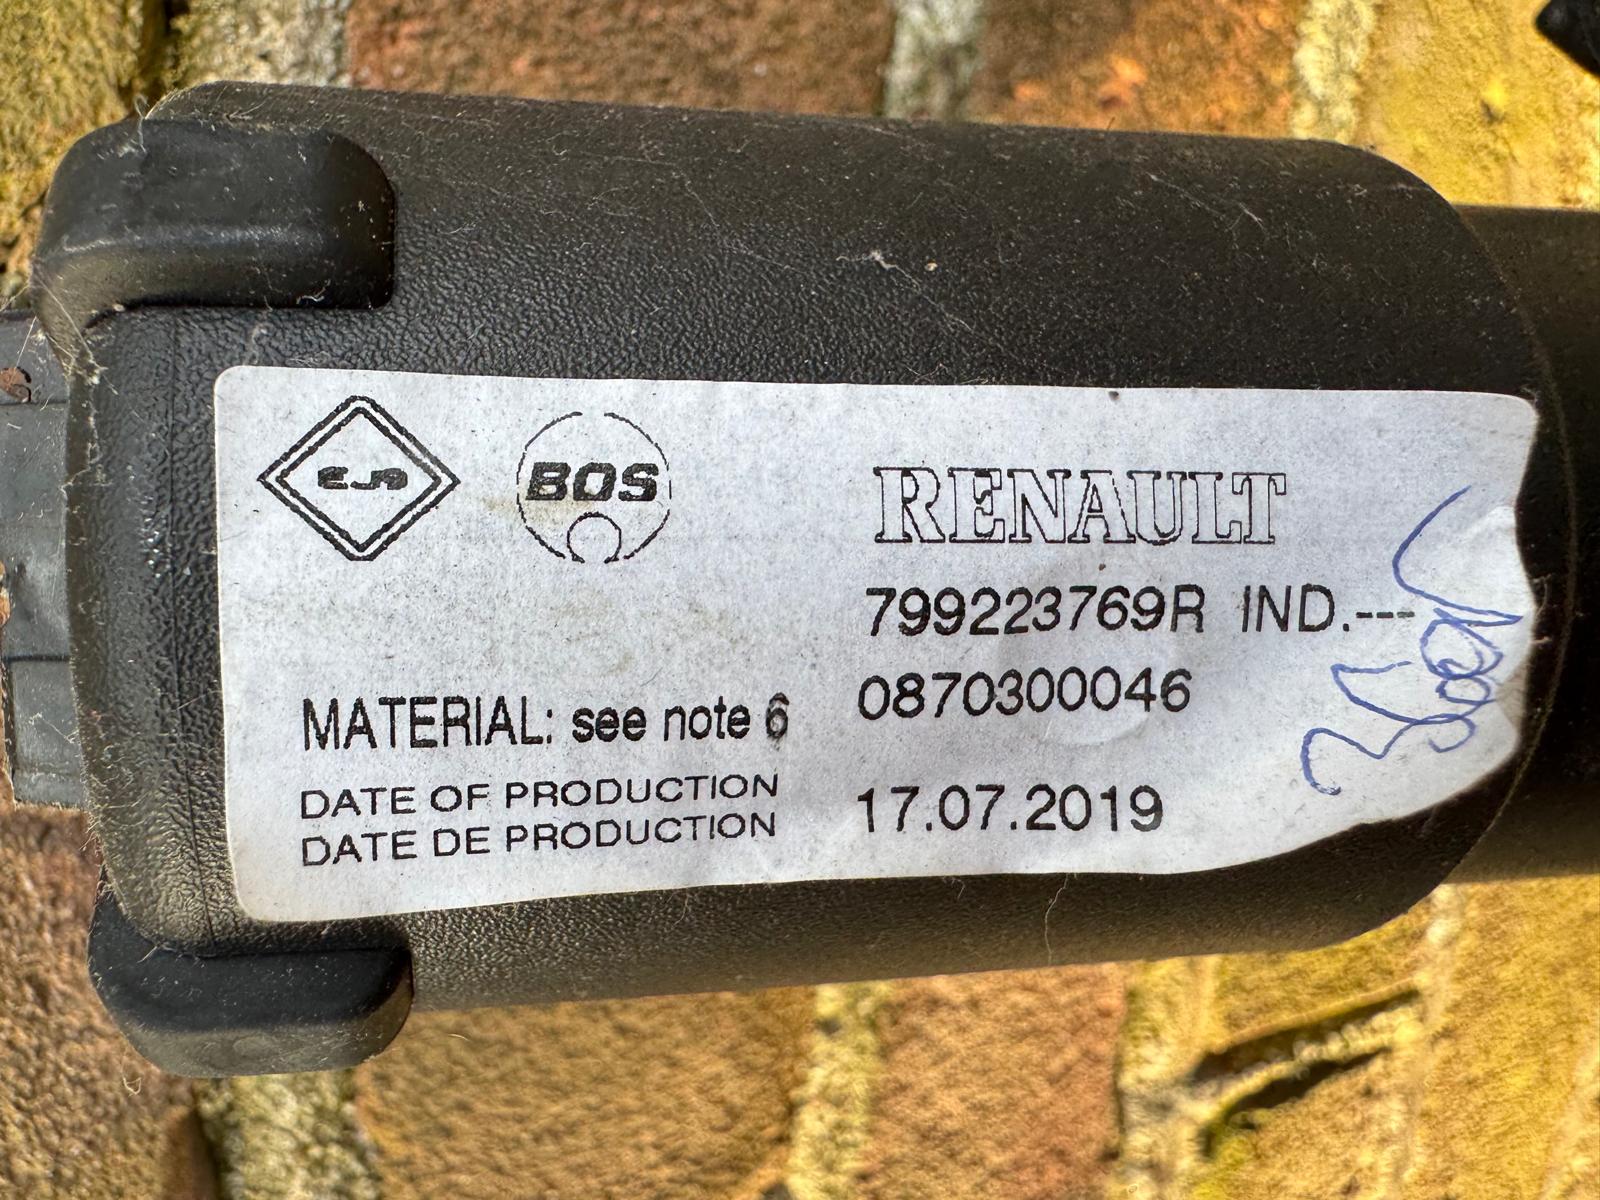 BOS
RENAULT
799223769R IND.---
0870300046
MATERIAL: see note 6
DATE OF PRODUCTION
DATE DE PRODUCTION
17.07.2019